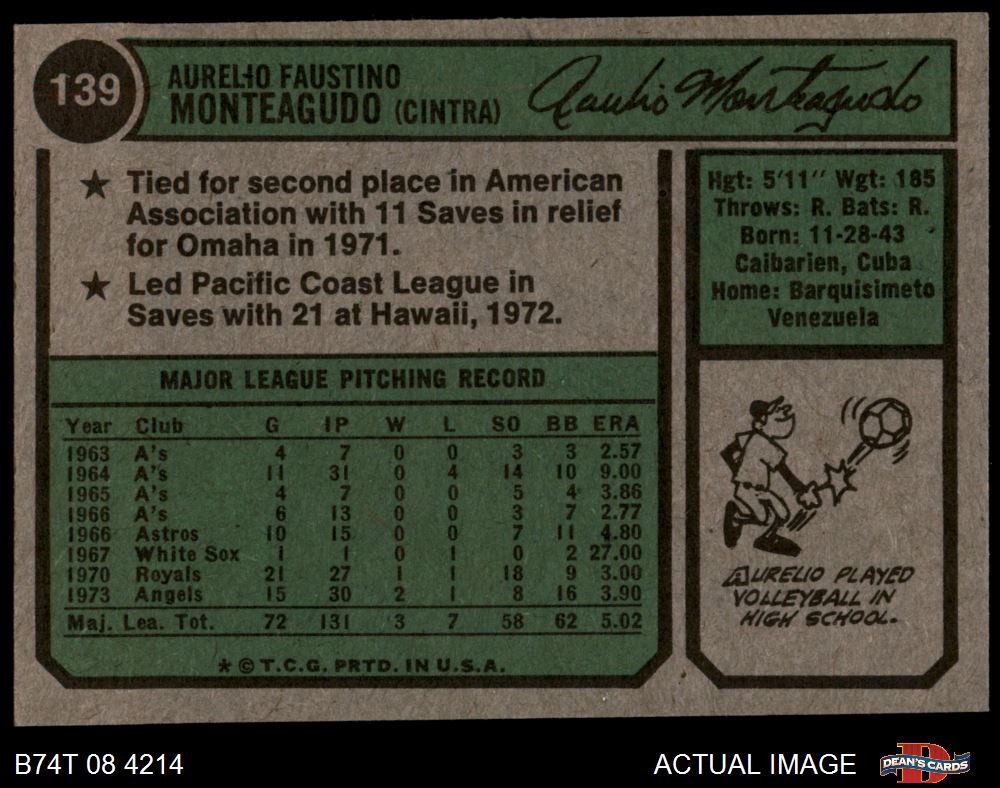 139
AURELIO FAUSTINO
MONTEAGUDO (CINTRA)
Aurelio Monteagudo
★ Tied for second place in American
Association with 11 Saves in relief
for Omaha in 1971.
★ Led Pacific Coast League in
Saves with 21 at Hawaii, 1972.
Hgt: 5'11" Wgt: 185
Throws: R. Bats: R.
Born: 11-28-43
Caibarien, Cuba
Home: Barquisimeto
Venezuela
MAJOR LEAGUE PITCHING RECORD
Year Club G IP W L SO BB ERA
1963 A's 4 7 0 0 3 3 2.57
1964 A's 11 31 0 4 14 10 9.00
1965 A's 4 7 0 0 5 4 3.86
1966 A's 6 13 0 0 3 7 2.77
1966 Astros 10 15 0 0 7 11 4.80
1967 White Sox 1 1 0 1 0 2 27.00
1970 Royals 21 27 1 1 18 9 3.00
1973 Angels 15 30 2 1 8 16 3.90
Maj. Lea. Tot. 72 131 3 7 58 62 5.02
* © T.C.G. PRTD. IN U.S.A.
AURELIO PLAYED
VOLLEYBALL IN
HIGH SCHOOL.
B74T 08 4214
ACTUAL IMAGE
D
DEAN'S CARDS